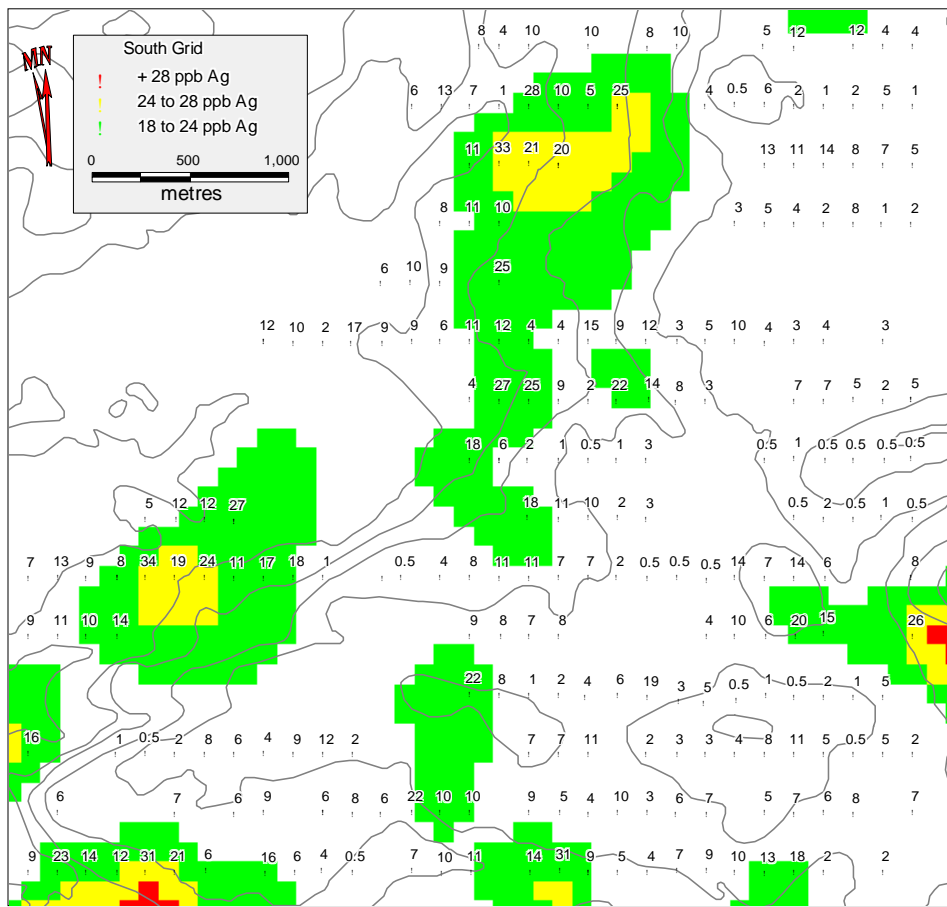 8 4 10 10 8 10 5 12 12 4 4
MN
South Grid
+ 28 ppb Ag
24 to 28 ppb Ag
18 to 24 ppb Ag
0 500 1,000
metres
6 13 7 1 28 10 5 25 4 0.5 6 2 1 2 5 1
11 33 21 20 13 11 14 8 7 5
8 11 10 3 5 4 2 8 1 2
6 10 9 25
12 10 2 17 9 9 6 11 12 4 4 15 9 12 3 5 10 4 3 4 3
4 27 25 9 2 22 14 8 3 7 7 5 2 5
18 6 2 1 0.5 1 3 0.5 1 0.5 0.5 0.5 0.5
5 12 12 27 18 11 10 2 3 0.5 2 0.5 1 0.5
7 13 9 8 34 19 24 11 17 18 1 0.5 4 8 11 11 7 7 2 0.5 0.5 0.5 14 7 14 6 8
9 11 10 14 9 8 7 8 4 10 6 20 15 26
22 8 1 2 4 6 19 3 5 0.5 1 0.5 2 1 5
16 1 0.5 2 8 6 4 9 12 2 7 7 11 2 3 3 4 8 11 5 0.5 5 2
6 7 6 9 6 8 6 22 10 10 9 5 4 10 3 6 7 5 7 6 8 7
9 23 14 12 31 21 6 16 6 4 0.5 7 10 11 14 31 9 5 4 7 9 10 13 18 2 2